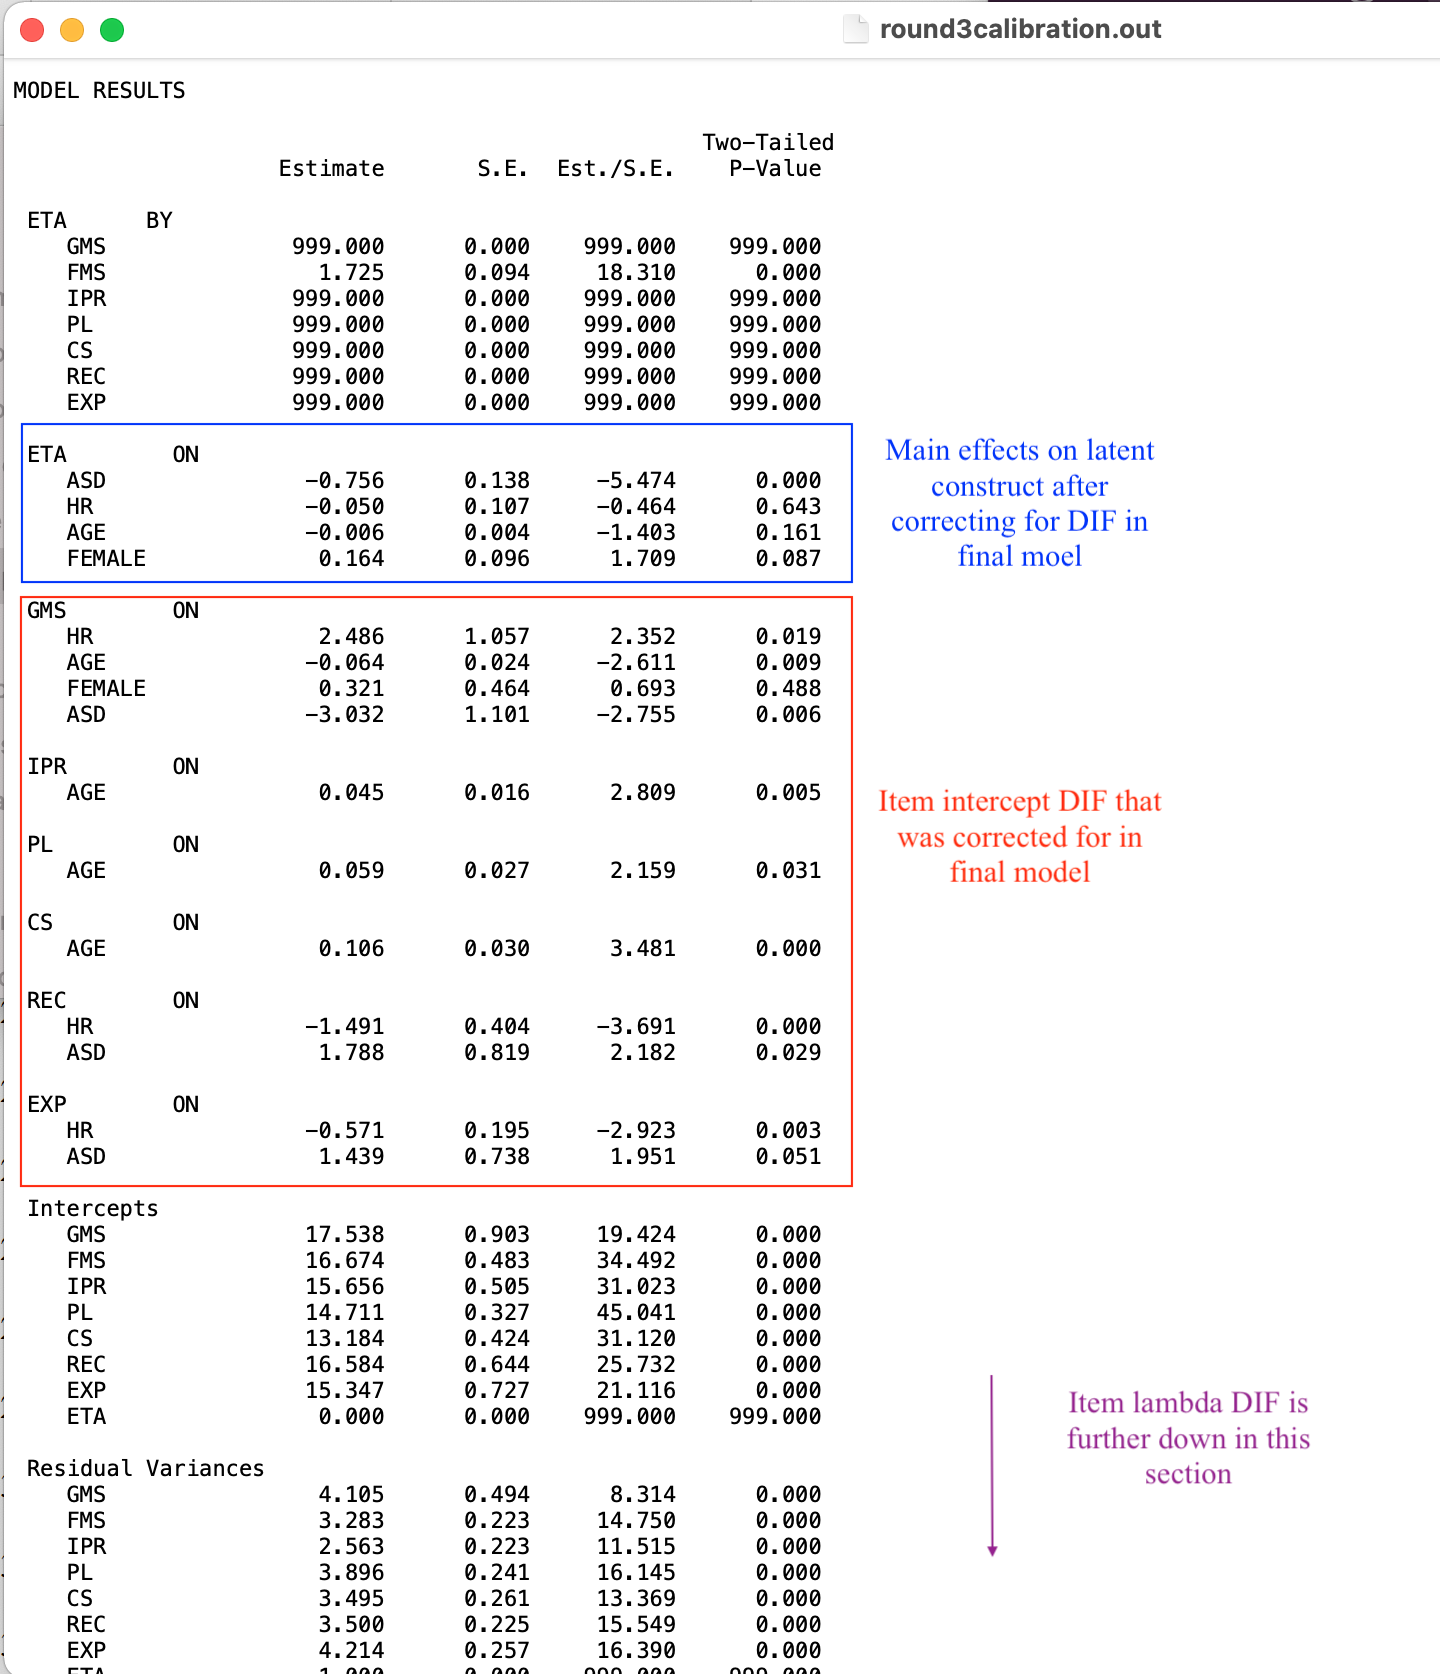 round3calibration.out
MODEL RESULTS
Two-Tailed
Estimate S.E. Est./S.E. P-Value
ETA BY
GMS 999.000 0.000 999.000 999.000
FMS 1.725 0.094 18.310 0.000
IPR 999.000 0.000 999.000 999.000
PL 999.000 0.000 999.000 999.000
CS 999.000 0.000 999.000 999.000
REC 999.000 0.000 999.000 999.000
EXP 999.000 0.000 999.000 999.000
ETA ON
ASD −0.756 0.138 −5.474 0.000
HR −0.050 0.107 −0.464 0.643
AGE −0.006 0.004 −1.403 0.161
FEMALE 0.164 0.096 1.709 0.087
Main effects on latent
construct after
correcting for DIF in
final moel
GMS ON
HR 2.486 1.057 2.352 0.019
AGE −0.064 0.024 −2.611 0.009
FEMALE 0.321 0.464 0.693 0.488
ASD −3.032 1.101 −2.755 0.006
IPR ON
AGE 0.045 0.016 2.809 0.005
PL ON
AGE 0.059 0.027 2.159 0.031
CS ON
AGE 0.106 0.030 3.481 0.000
REC ON
HR −1.491 0.404 −3.691 0.000
ASD 1.788 0.819 2.182 0.029
EXP ON
HR −0.571 0.195 −2.923 0.003
ASD 1.439 0.738 1.951 0.051
Item intercept DIF that
was corrected for in
final model
Intercepts
GMS 17.538 0.903 19.424 0.000
FMS 16.674 0.483 34.492 0.000
IPR 15.656 0.505 31.023 0.000
PL 14.711 0.327 45.041 0.000
CS 13.184 0.424 31.120 0.000
REC 16.584 0.644 25.732 0.000
EXP 15.347 0.727 21.116 0.000
ETA 0.000 0.000 999.000 999.000
Item lambda DIF is
further down in this
section
Residual Variances
GMS 4.105 0.494 8.314 0.000
FMS 3.283 0.223 14.750 0.000
IPR 2.563 0.223 11.515 0.000
PL 3.896 0.241 16.145 0.000
CS 3.495 0.261 13.369 0.000
REC 3.500 0.225 15.549 0.000
EXP 4.214 0.257 16.390 0.000
ETA 1.000 0.000 999.000 999.000